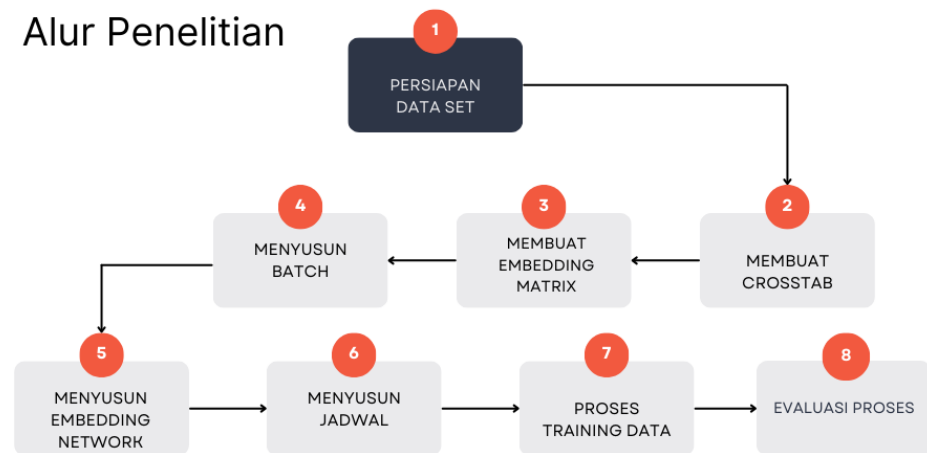 Alur Penelitian
1
PERSIAPAN
DATA SET
2
MEMBUAT
CROSSTAB
3
MEMBUAT
EMBEDDING
MATRIX
4
MENYUSUN
BATCH
5
MENYUSUN
EMBEDDING
NETWORK
6
MENYUSUN
JADWAL
7
PROSES
TRAINING DATA
8
EVALUASI PROSES